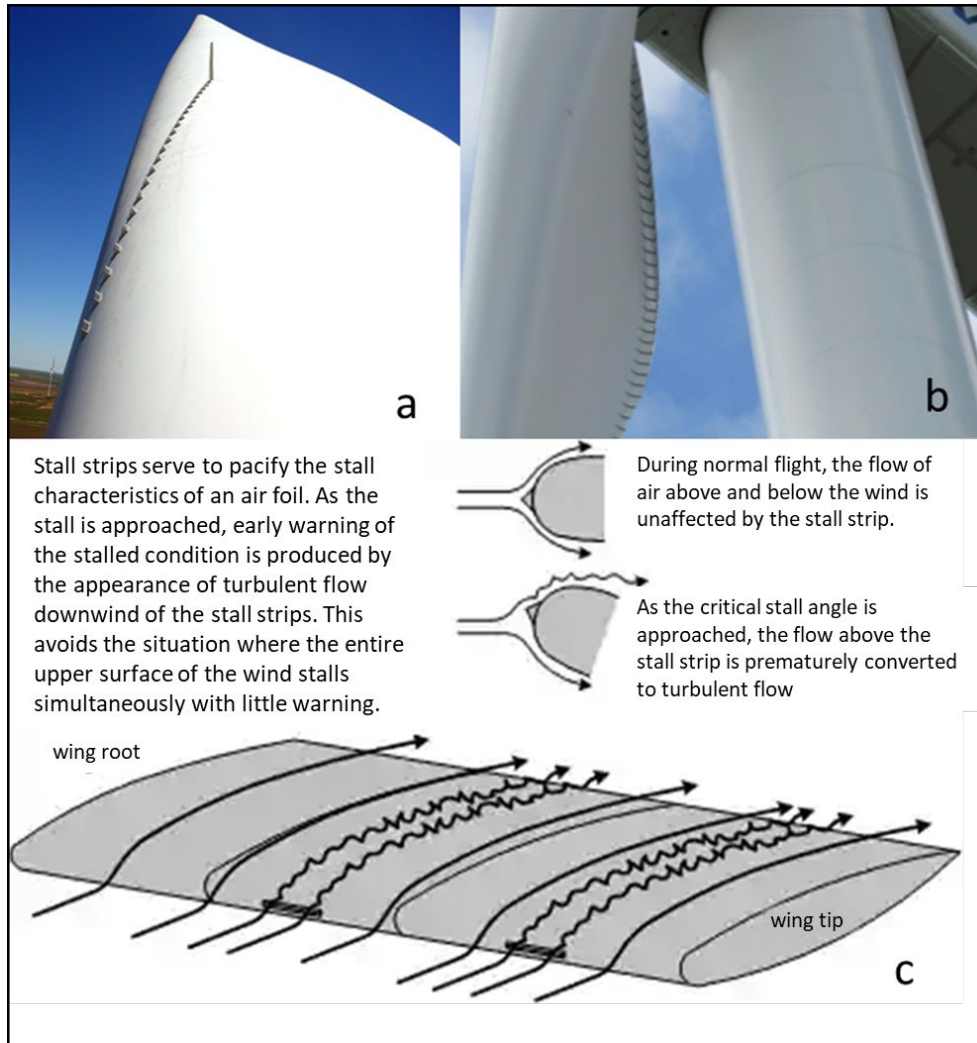 a
b
Stall strips serve to pacify the stall
characteristics of an air foil. As the
stall is approached, early warning of
the stalled condition is produced by
the appearance of turbulent flow
downwind of the stall strips. This
avoids the situation where the entire
upper surface of the wind stalls
simultaneously with little warning.
During normal flight, the flow of
air above and below the wind is
unaffected by the stall strip.
As the critical stall angle is
approached, the flow above the
stall strip is prematurely converted
to turbulent flow
wing root
wing tip
c